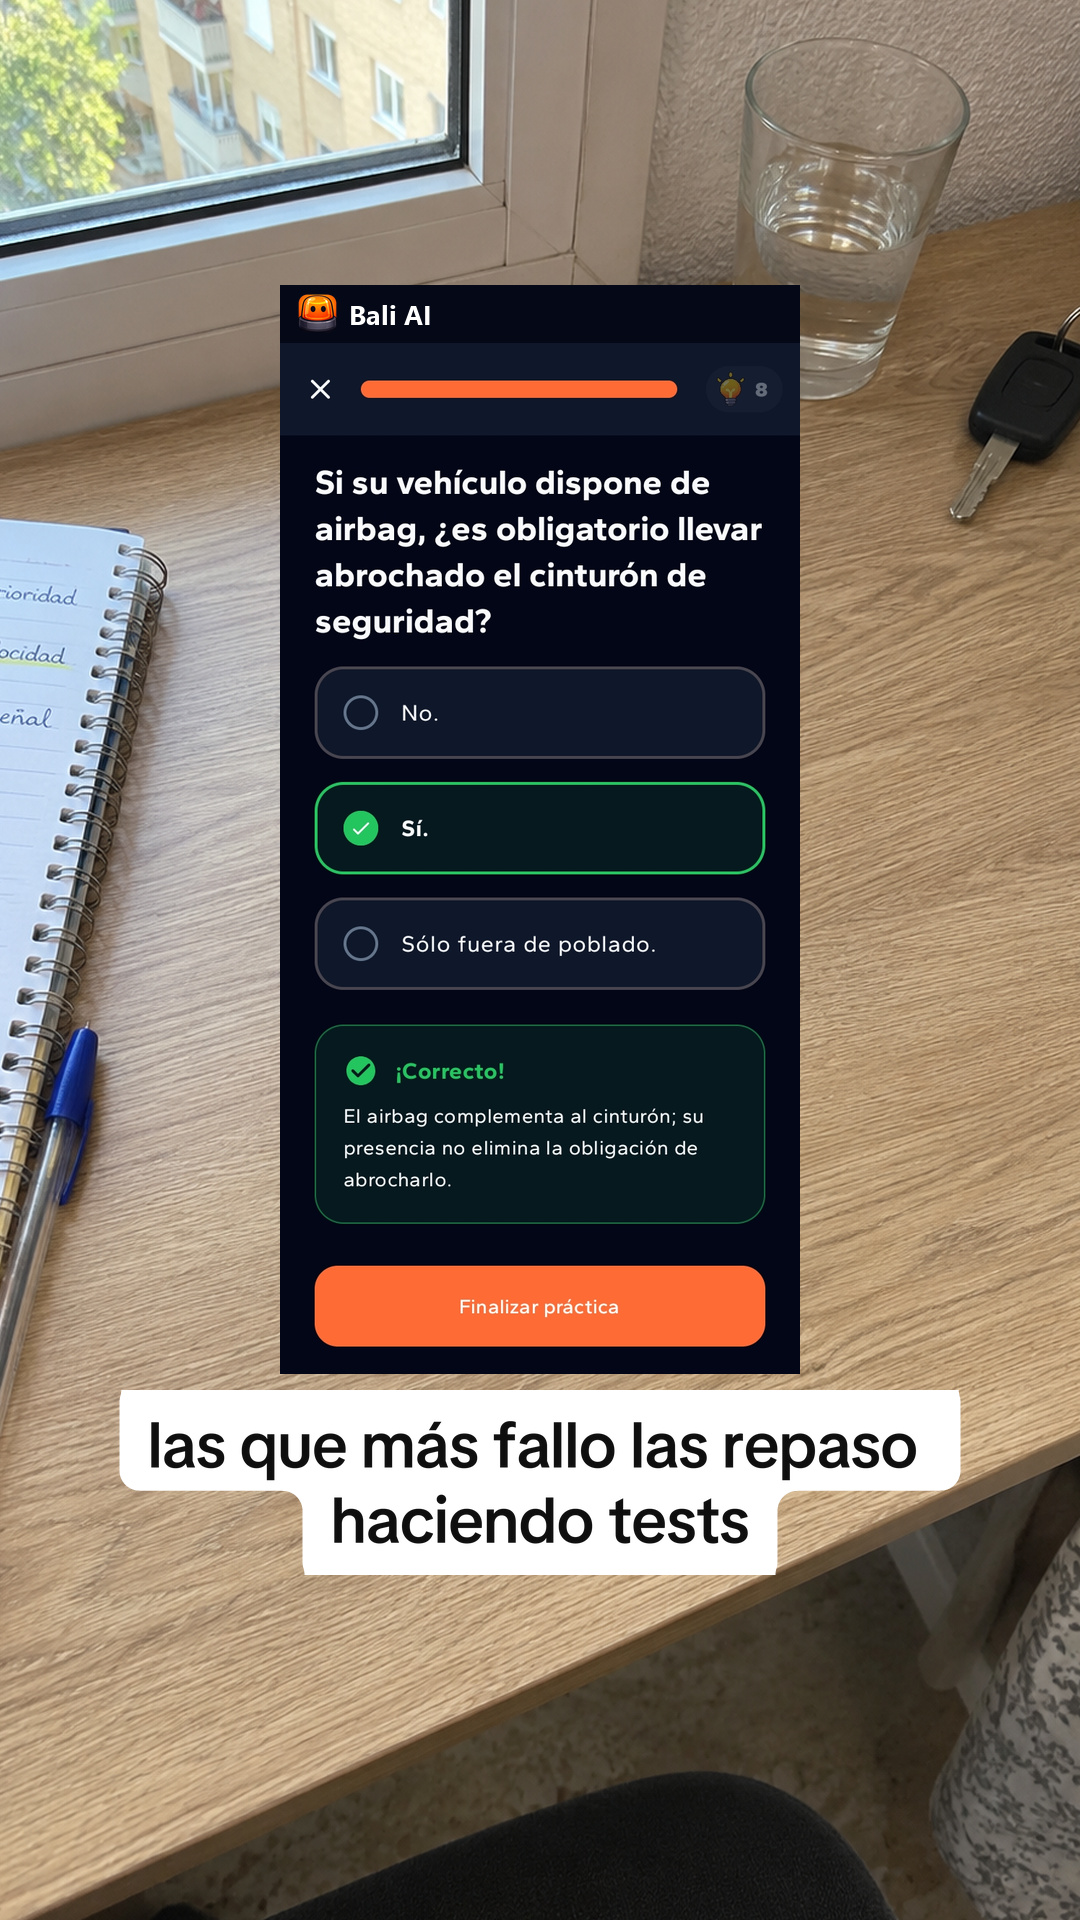 Bali AI
8
Si su vehículo dispone de
airbag, ¿es obligatorio llevar
abrochado el cinturón de
seguridad?
No.
Sí.
Sólo fuera de poblado.
¡Correcto!
El airbag complementa al cinturón; su
presencia no elimina la obligación de
abrocharlo.
Finalizar práctica
las que más fallo las repaso
haciendo tests